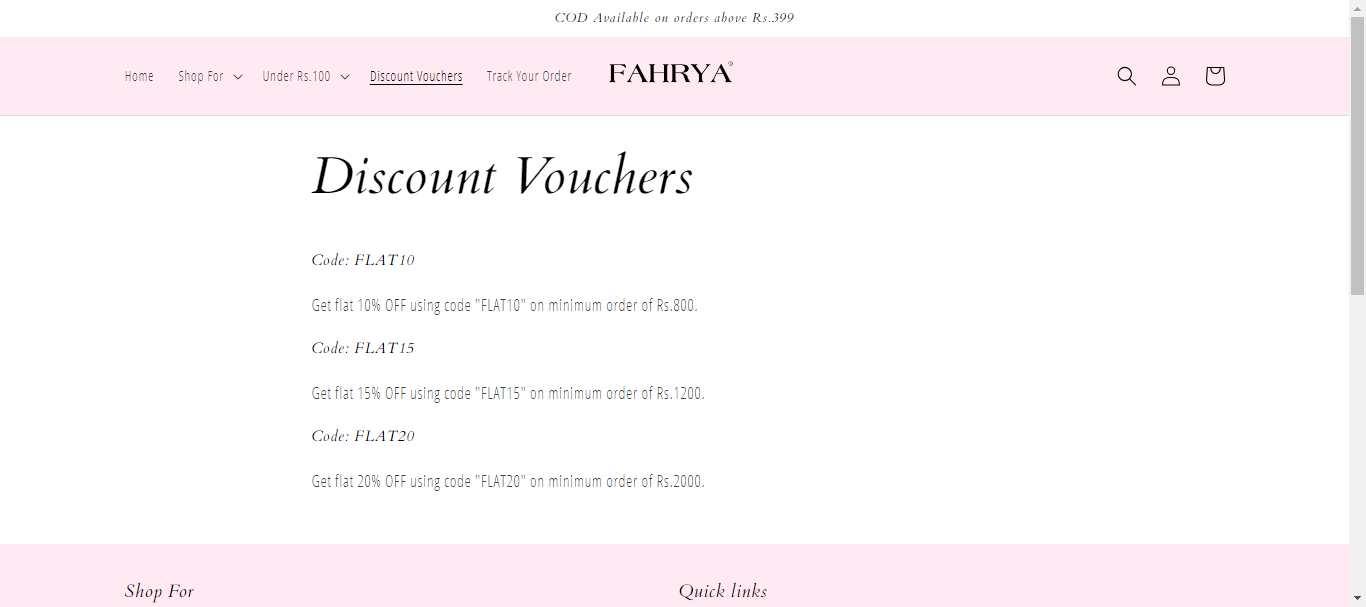 COD Available on orders above Rs.399
Home Shop For Under Rs.100 Discount Vouchers Track Your Order FAHRYA®
Discount Vouchers
Code: FLAT10
Get flat 10% OFF using code "FLAT10" on minimum order of Rs.800.
Code: FLAT15
Get flat 15% OFF using code "FLAT15" on minimum order of Rs.1200.
Code: FLAT20
Get flat 20% OFF using code "FLAT20" on minimum order of Rs.2000.
Shop For Quick links